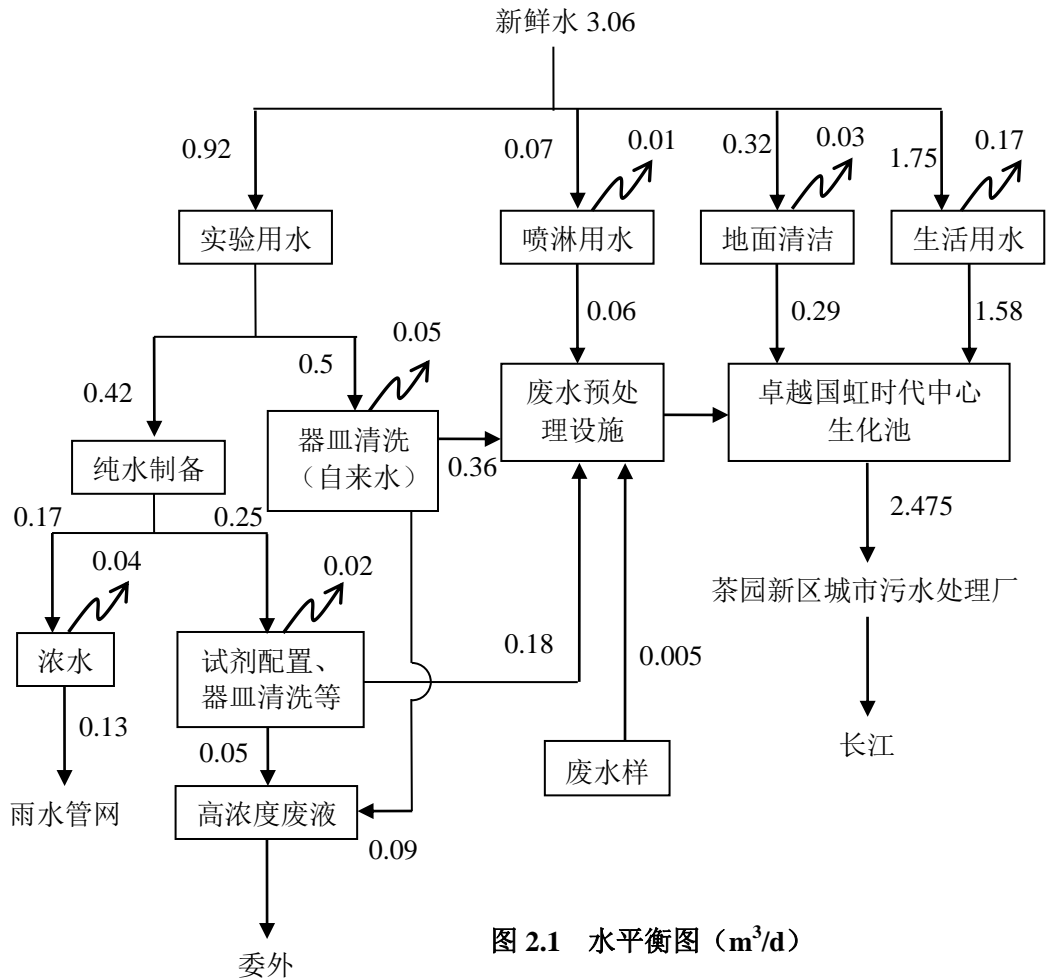 新鲜水 3.06
0.92
0.07
0.01
0.32
0.03
1.75
0.17
实验用水
喷淋用水
地面清洁
生活用水
0.06
0.29
1.58
0.42
0.5
0.05
器皿清洗
（自来水）
0.36
废水预处
理设施
卓越国虹时代中心
生化池
纯水制备
2.475
0.17
0.25
0.04
0.02
茶园新区城市污水处理厂
浓水
试剂配置、
器皿清洗等
0.18
0.005
0.13
0.05
废水样
长江
雨水管网
高浓度废液
0.09
委外
图 2.1 水平衡图（m³/d）